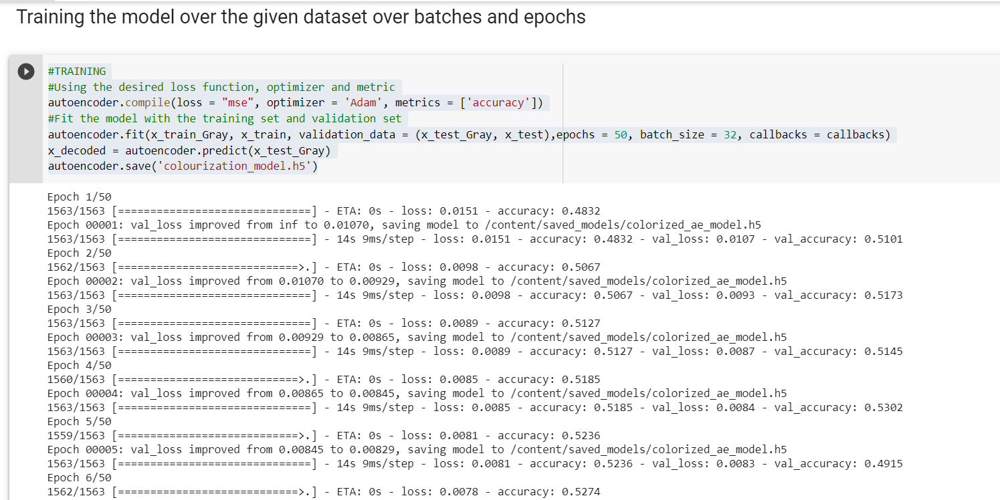 Training the model over the given dataset over batches and epochs
#TRAINING
#Using the desired loss function, optimizer and metric
autoencoder.compile(loss = "mse", optimizer = 'Adam', metrics = ['accuracy'])
#Fit the model with the training set and validation set
autoencoder.fit(x_train_Gray, x_train, validation_data = (x_test_Gray, x_test),epochs = 50, batch_size = 32, callbacks = callbacks)
x_decoded = autoencoder.predict(x_test_Gray)
autoencoder.save('colourization_model.h5')
Epoch 1/50
1563/1563 [==============================] - ETA: 0s - loss: 0.0151 - accuracy: 0.4832
Epoch 00001: val_loss improved from inf to 0.01070, saving model to /content/saved_models/colorized_ae_model.h5
1563/1563 [==============================] - 14s 9ms/step - loss: 0.0151 - accuracy: 0.4832 - val_loss: 0.0107 - val_accuracy: 0.5101
Epoch 2/50
1562/1563 [============================>.] - ETA: 0s - loss: 0.0098 - accuracy: 0.5067
Epoch 00002: val_loss improved from 0.01070 to 0.00929, saving model to /content/saved_models/colorized_ae_model.h5
1563/1563 [==============================] - 14s 9ms/step - loss: 0.0098 - accuracy: 0.5067 - val_loss: 0.0093 - val_accuracy: 0.5173
Epoch 3/50
1563/1563 [==============================] - ETA: 0s - loss: 0.0089 - accuracy: 0.5127
Epoch 00003: val_loss improved from 0.00929 to 0.00865, saving model to /content/saved_models/colorized_ae_model.h5
1563/1563 [==============================] - 14s 9ms/step - loss: 0.0089 - accuracy: 0.5127 - val_loss: 0.0087 - val_accuracy: 0.5145
Epoch 4/50
1560/1563 [============================>.] - ETA: 0s - loss: 0.0085 - accuracy: 0.5185
Epoch 00004: val_loss improved from 0.00865 to 0.00845, saving model to /content/saved_models/colorized_ae_model.h5
1563/1563 [==============================] - 14s 9ms/step - loss: 0.0085 - accuracy: 0.5185 - val_loss: 0.0084 - val_accuracy: 0.5302
Epoch 5/50
1559/1563 [============================>.] - ETA: 0s - loss: 0.0081 - accuracy: 0.5236
Epoch 00005: val_loss improved from 0.00845 to 0.00829, saving model to /content/saved_models/colorized_ae_model.h5
1563/1563 [==============================] - 14s 9ms/step - loss: 0.0081 - accuracy: 0.5236 - val_loss: 0.0083 - val_accuracy: 0.4915
Epoch 6/50
1562/1563 [============================>.] - ETA: 0s - loss: 0.0078 - accuracy: 0.5274